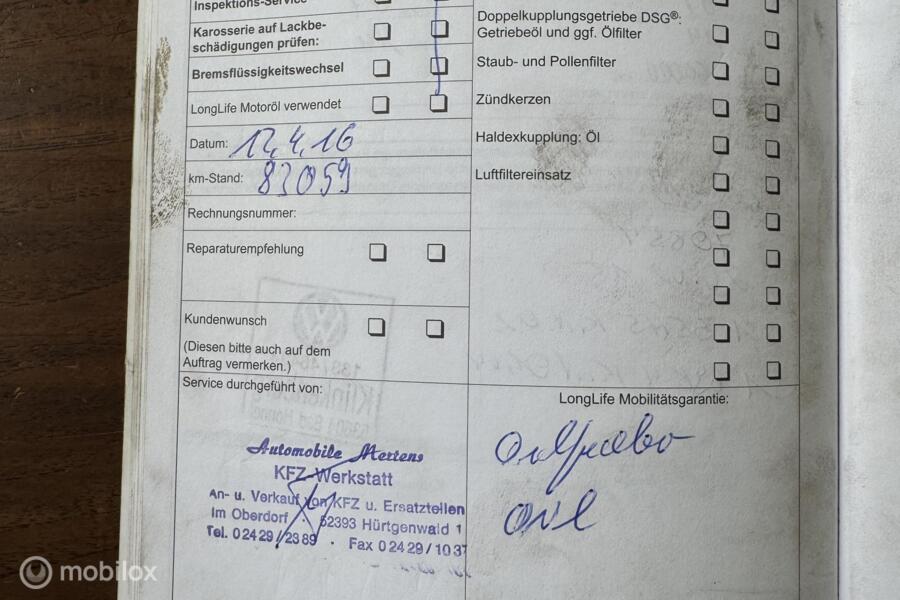 Inspektions-Service
Karosserie auf Lackbe-
schädigungen prüfen:
Bremsflüssigkeitswechsel
LongLife Motoröl verwendet
Datum: 12.4.16
km-Stand: 83059
Rechnungsnummer:
Reparaturempfehlung
Kundenwunsch
(Diesen bitte auch auf dem
Auftrag vermerken.)
Service durchgeführt von:
Automobile Mertens
KFZ-Werkstatt
An- u. Verkauf von KFZ u. Ersatzteilen
Im Oberdorf · 52393 Hürtgenwald 1
Tel. 02429/2389 · Fax 02429/1037
Doppelkupplungsgetriebe DSG®:
Getriebeöl und ggf. Ölfilter
Staub- und Pollenfilter
Zündkerzen
Haldexkupplung: Öl
Luftfiltereinsatz
LongLife Mobilitätsgarantie:
mobilox